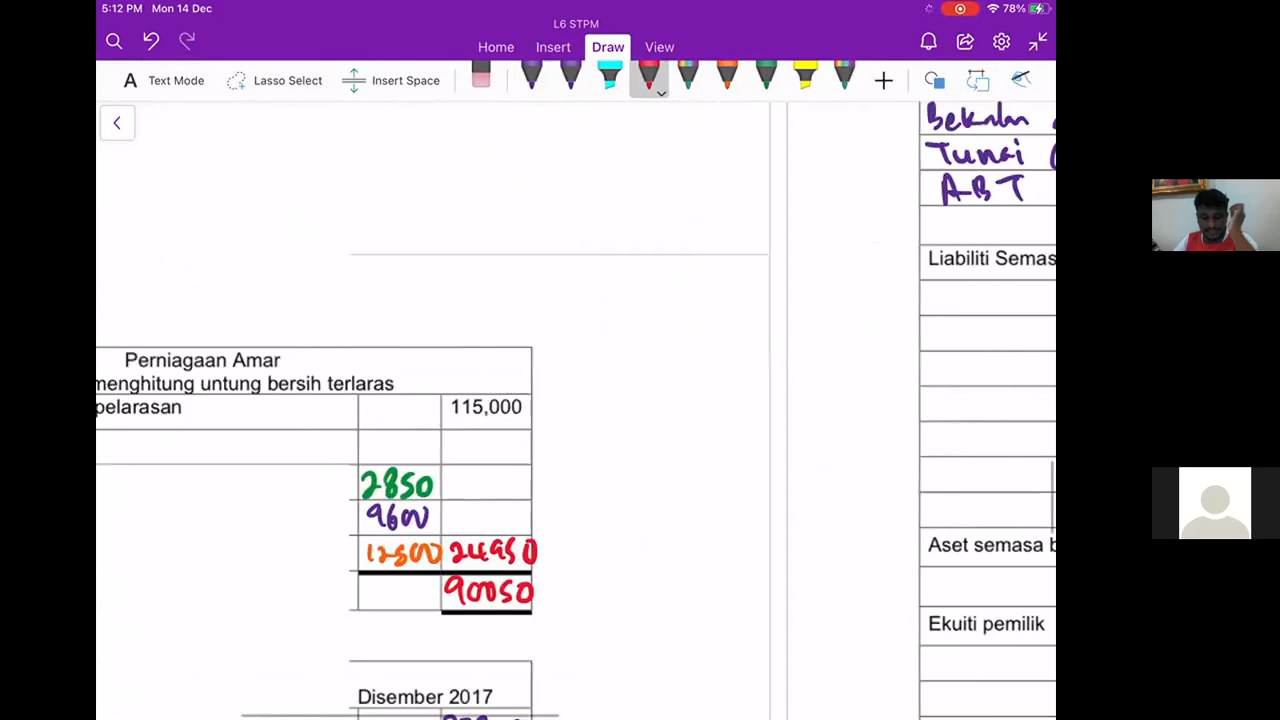 5:12 PM Mon 14 Dec
78%
L6 STPM
Home Insert Draw View
Text Mode
Lasso Select
Insert Space
Perniagaan Amar
menghitung untung bersih terlaras
pelarasan 115,000
2850
9600
12500 24950
90050
Disember 2017
Bekalan
Tunai
ABT
Liabiliti Semas
Aset semasa b
Ekuiti pemilik